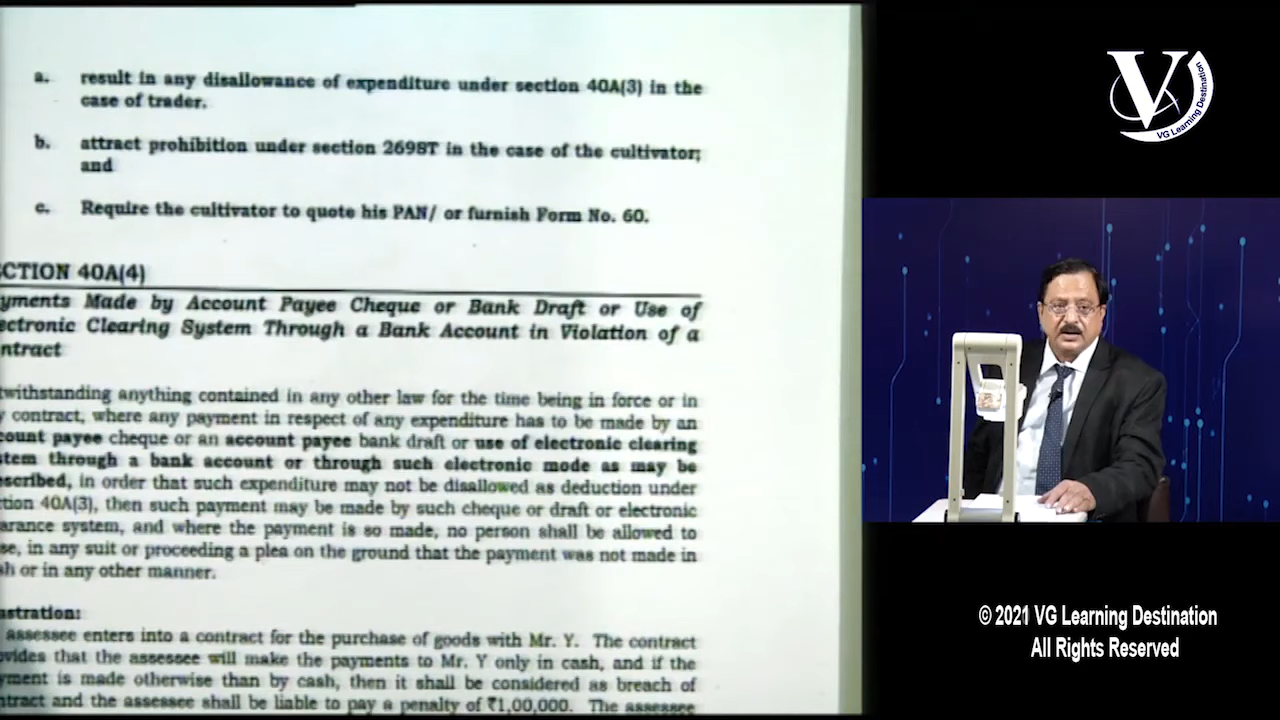 a. result in any disallowance of expenditure under section 40A(3) in the
case of trader.
b. attract prohibition under section 269ST in the case of the cultivator;
and
c. Require the cultivator to quote his PAN/ or furnish Form No. 60.
CTION 40A(4)
yments Made by Account Payee Cheque or Bank Draft or Use of
ectronic Clearing System Through a Bank Account in Violation of a
ntract
twithstanding anything contained in any other law for the time being in force or in
y contract, where any payment in respect of any expenditure has to be made by an
count payee cheque or an account payee bank draft or use of electronic clearing
stem through a bank account or through such electronic mode as may be
escribed, in order that such expenditure may not be disallowed as deduction under
ction 40A(3), then such payment may be made by such cheque or draft or electronic
arance system, and where the payment is so made, no person shall be allowed to
se, in any suit or proceeding a plea on the ground that the payment was not made in
sh or in any other manner.
ustration:
assessee enters into a contract for the purchase of goods with Mr. Y. The contract
ovides that the assessee will make the payments to Mr. Y only in cash, and if the
yment is made otherwise than by cash, then it shall be considered as breach of
ntract and the assessee shall be liable to pay a penalty of ₹1,00,000. The assessee
V
VG Learning Destination
© 2021 VG Learning Destination
All Rights Reserved